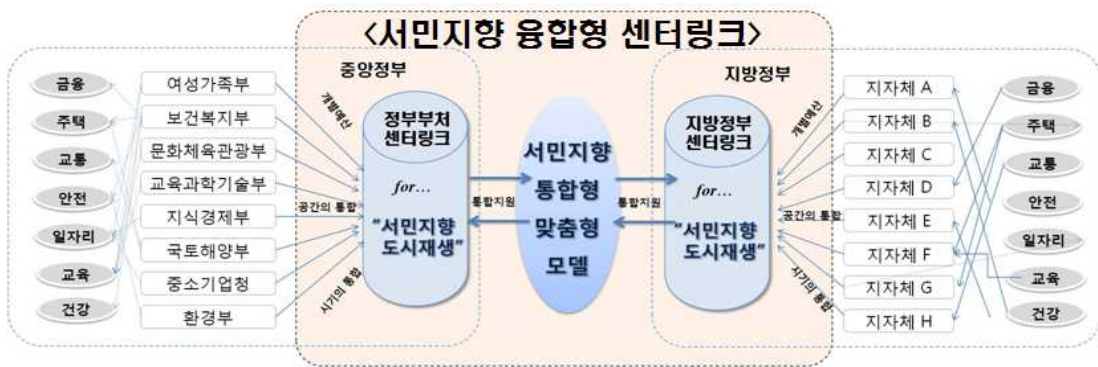 <서민지향 융합형 센터링크>
중앙정부
지방정부
금융
주택
교통
안전
일자리
교육
건강
여성가족부
보건복지부
문화체육관광부
교육과학기술부
지식경제부
국토해양부
중소기업청
환경부
개별예산
공간의 통합
시기의 통합
정부부처
센터링크
for...
"서민지향
도시재생"
통합지원
서민지향
통합형
맞춤형
모델
통합지원
지방정부
센터링크
for...
"서민지향
도시재생"
개별예산
공간의 통합
시기의 통합
지자체 A
지자체 B
지자체 C
지자체 D
지자체 E
지자체 F
지자체 G
지자체 H
금융
주택
교통
안전
일자리
교육
건강